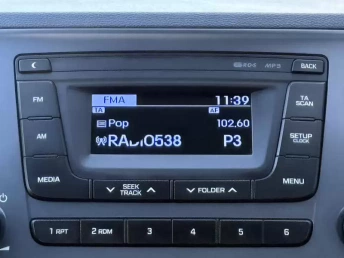 RDS MP3 BACK
FMA 11:39
TA AF
Pop 102.60
RADIO538 P3
FM
AM
MEDIA
TA
SCAN
SETUP
CLOCK
MENU
SEEK
TRACK
FOLDER
1 RPT 2 RDM 3 4 5 6